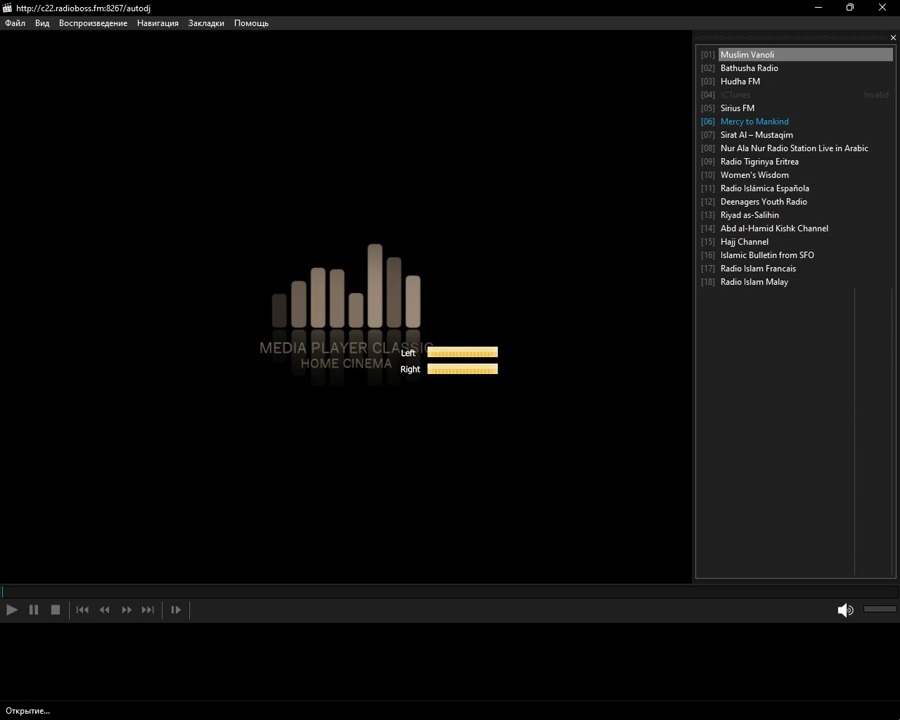 http://c22.radioboss.fm:8267/autodj
Файл Вид Воспроизведение Навигация Закладки Помощь
[01] Muslim Vanoli
[02] Bathusha Radio
[03] Hudha FM
[04] ICTunes Invalid
[05] Sirius FM
[06] Mercy to Mankind
[07] Sirat Al – Mustaqim
[08] Nur Ala Nur Radio Station Live in Arabic
[09] Radio Tigrinya Eritrea
[10] Women's Wisdom
[11] Radio Islámica Española
[12] Deenagers Youth Radio
[13] Riyad as-Salihin
[14] Abd al-Hamid Kishk Channel
[15] Hajj Channel
[16] Islamic Bulletin from SFO
[17] Radio Islam Francais
[18] Radio Islam Malay
MEDIA PLAYER CLASSIC
HOME CINEMA
Left
Right
Открытие...